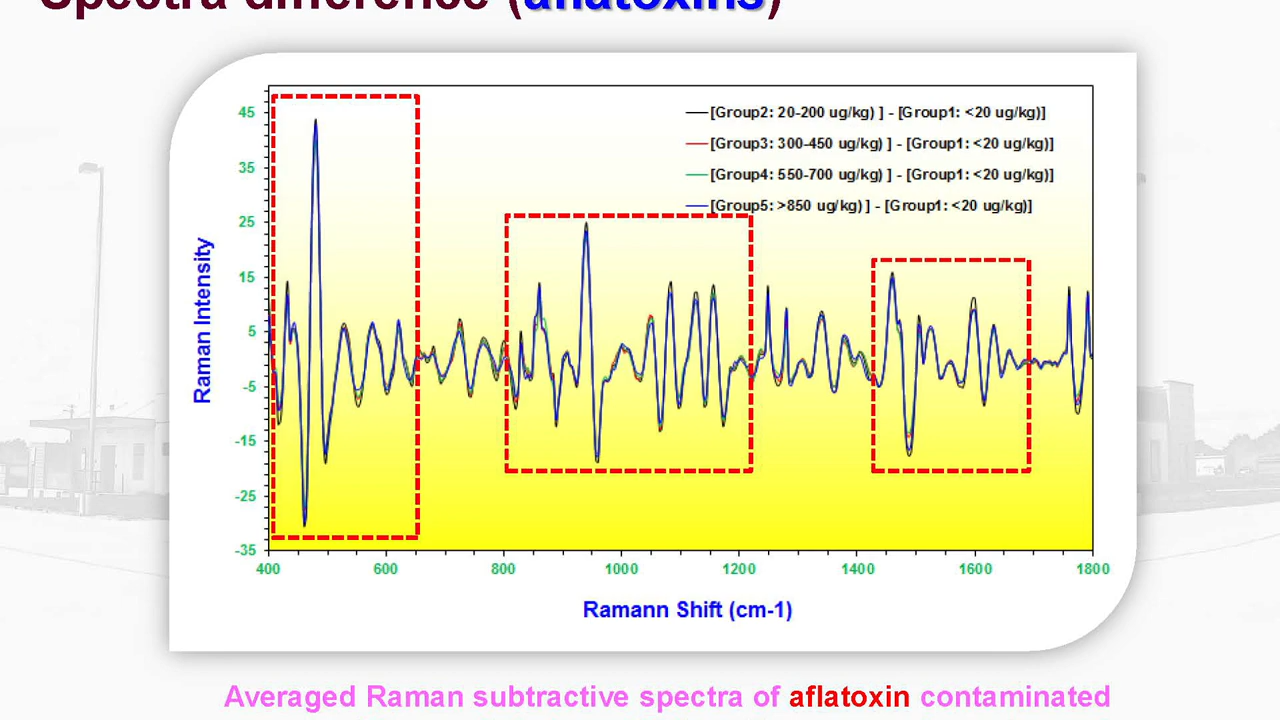 Spectra difference (aflatoxins)
[Group2: 20-200 ug/kg) ] - [Group1: <20 ug/kg)]
[Group3: 300-450 ug/kg) ] - [Group1: <20 ug/kg)]
[Group4: 550-700 ug/kg) ] - [Group1: <20 ug/kg)]
[Group5: >850 ug/kg) ] - [Group1: <20 ug/kg)]
45
35
25
15
5
-5
-15
-25
-35
Raman Intensity
400 600 800 1000 1200 1400 1600 1800
Ramann Shift (cm-1)
Averaged Raman subtractive spectra of aflatoxin contaminated